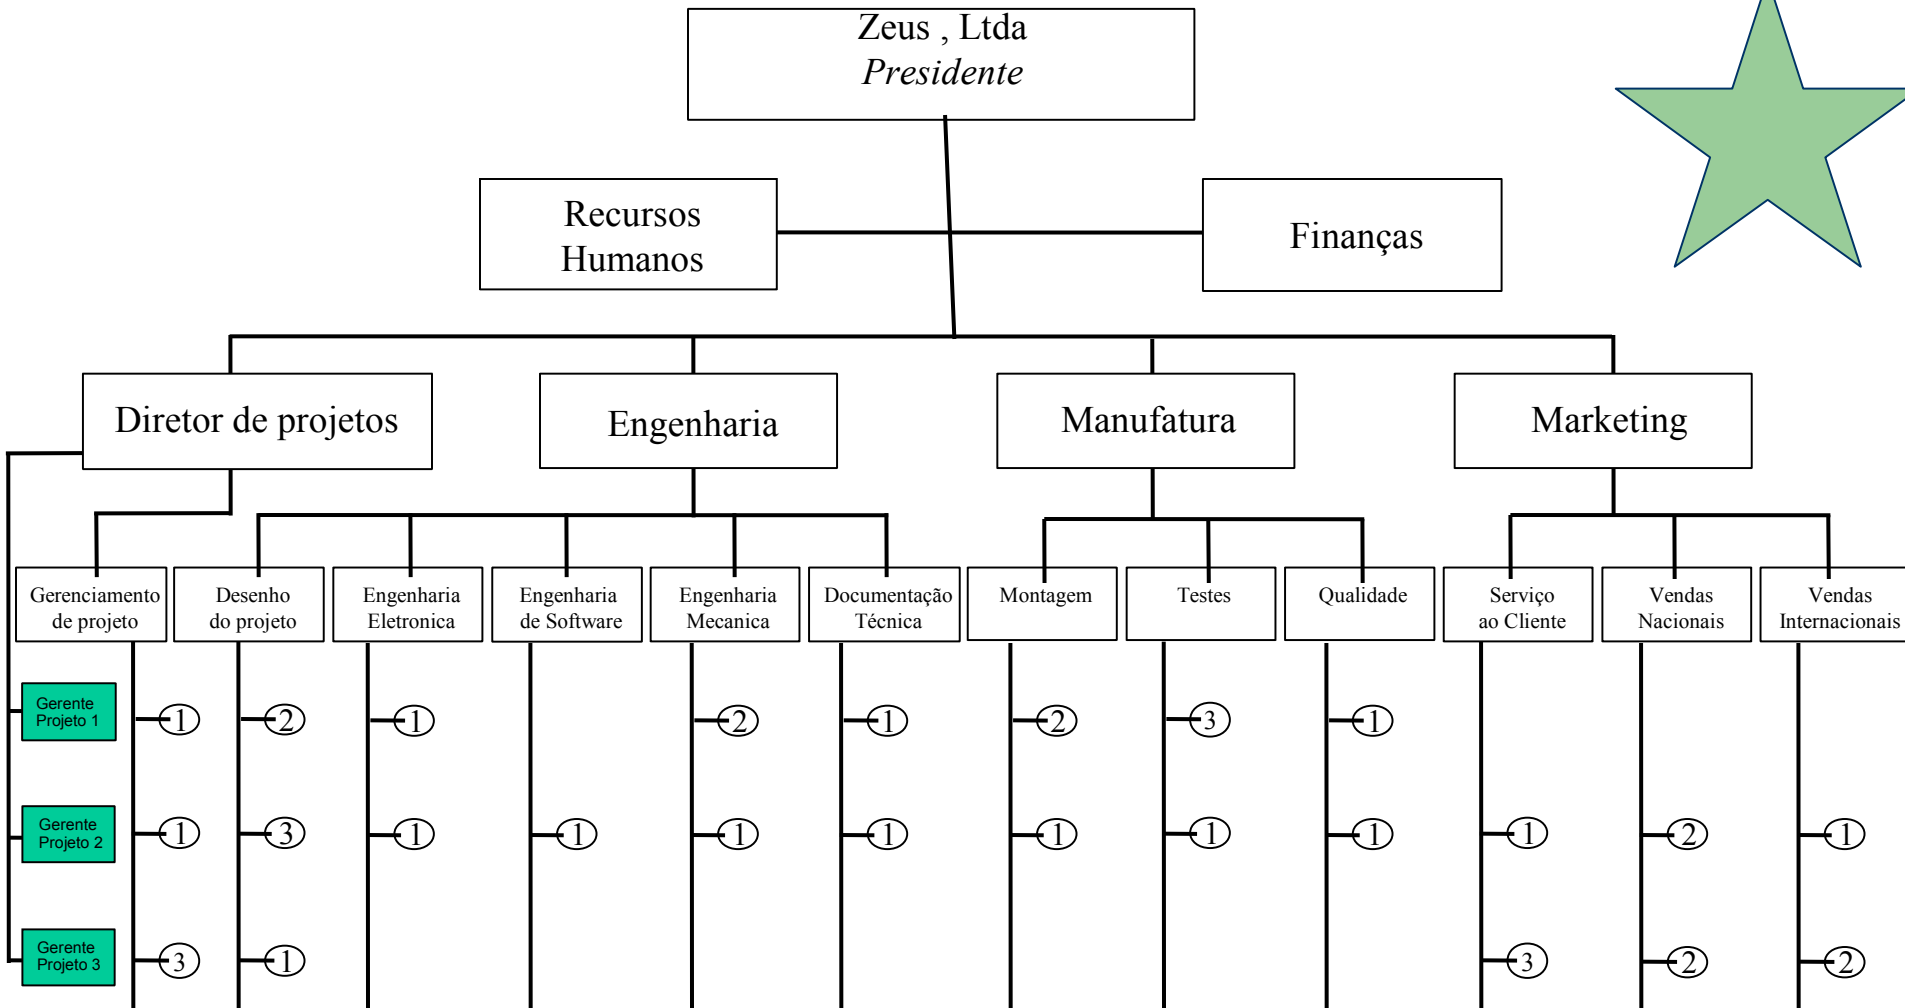 Zeus , Ltda
Presidente
Recursos
Humanos
Finanças
Diretor de projetos
Engenharia
Manufatura
Marketing
Gerenciamento
de projeto
Desenho
do projeto
Engenharia
Eletronica
Engenharia
de Software
Engenharia
Mecanica
Documentação
Técnica
Montagem
Testes
Qualidade
Serviço
ao Cliente
Vendas
Nacionais
Vendas
Internacionais
Gerente
Projeto 1
1 2 1 2 1 2 3 1
Gerente
Projeto 2
1 3 1 1 1 1 1 1 1 1 2 1
Gerente
Projeto 3
3 1 3 2 2